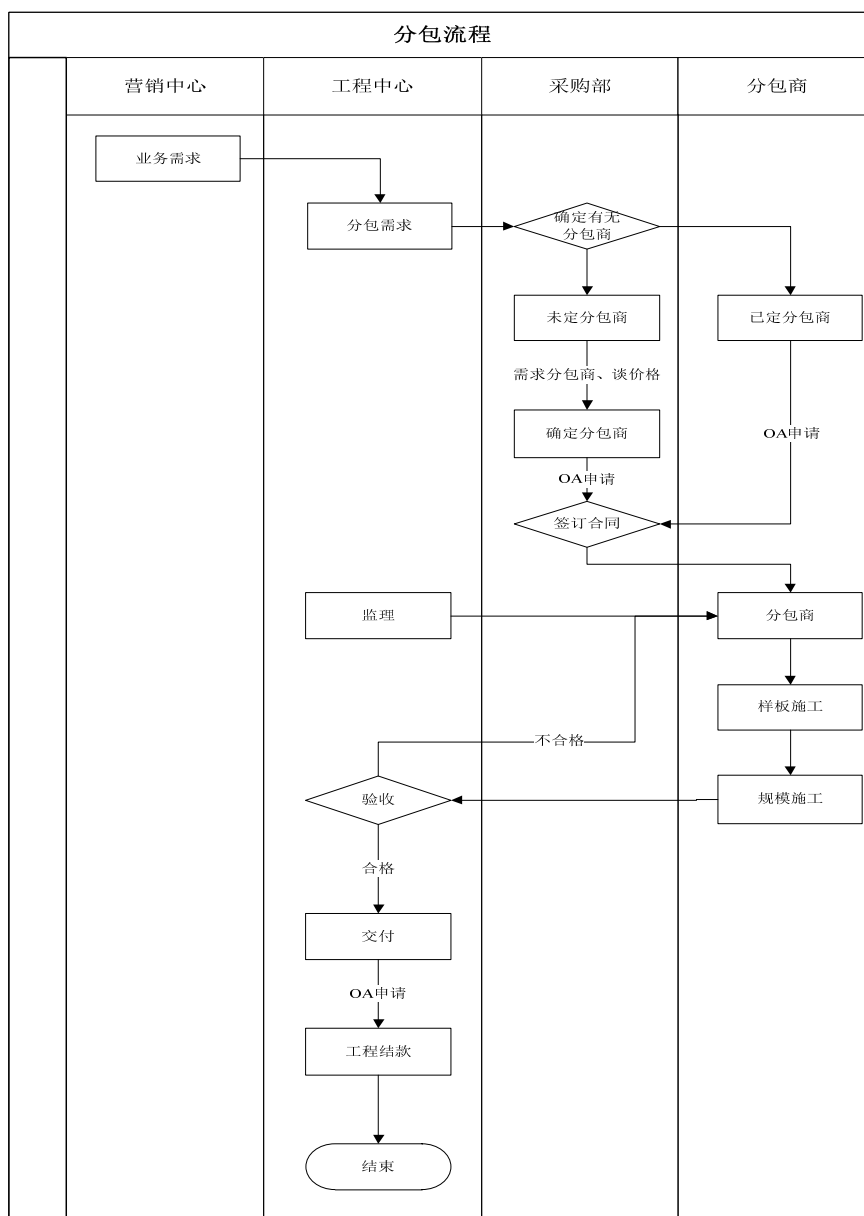 分包流程
营销中心
工程中心
采购部
分包商
业务需求
分包需求
确定有无
分包商
未定分包商
已定分包商
需求分包商、谈价格
确定分包商
OA申请
OA申请
签订合同
监理
分包商
样板施工
不合格
验收
规模施工
合格
交付
OA申请
工程结款
结束